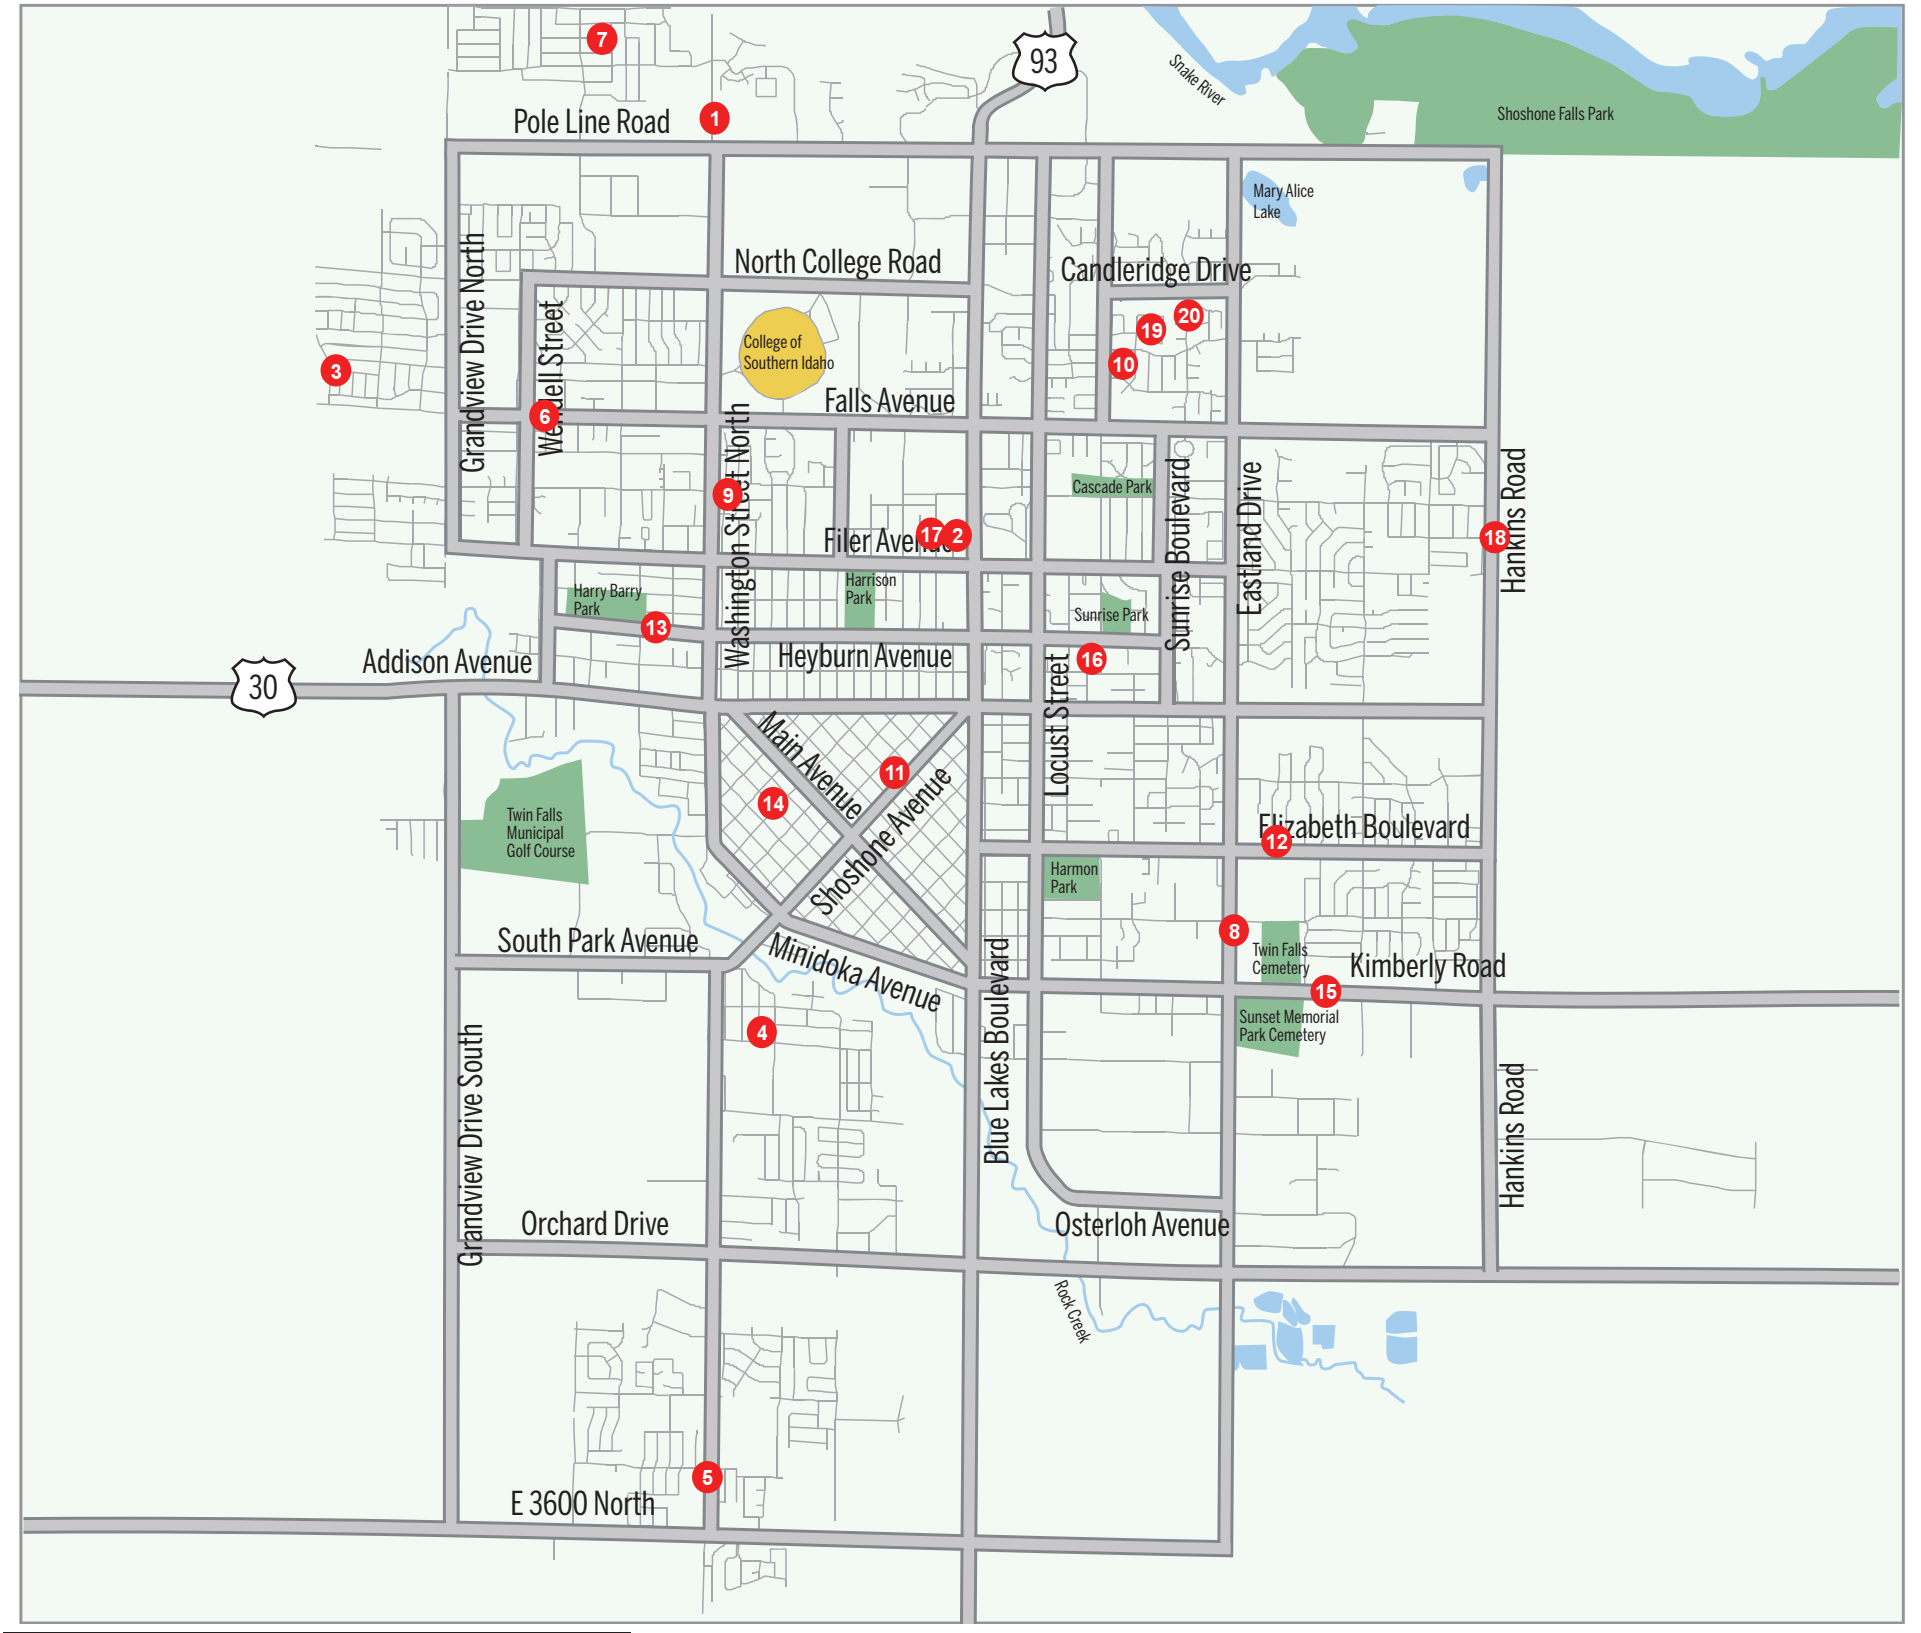 7
93
Snake River
Shoshone Falls Park
1
Pole Line Road
Mary Alice
Lake
Grandview Drive North
North College Road
Candleridge Drive
Wendell Street
20
19
College of
Southern Idaho
10
3
Falls Avenue
6
Washington Street North
Cascade Park
Sunrise Boulevard
Eastland Drive
Hankins Road
9
Filer Avenue
17
2
18
Harry Barry
Park
Harrison
Park
Sunrise Park
13
Addison Avenue
Heyburn Avenue
16
30
Locust Street
Main Avenue
11
Shoshone Avenue
14
Twin Falls
Municipal
Golf Course
Elizabeth Boulevard
12
Harmon
Park
8
South Park Avenue
Minidoka Avenue
Twin Falls
Cemetery
Kimberly Road
15
Blue Lakes Boulevard
Sunset Memorial
Park Cemetery
4
Grandview Drive South
Hankins Road
Orchard Drive
Osterloh Avenue
Rock Creek
5
E 3600 North